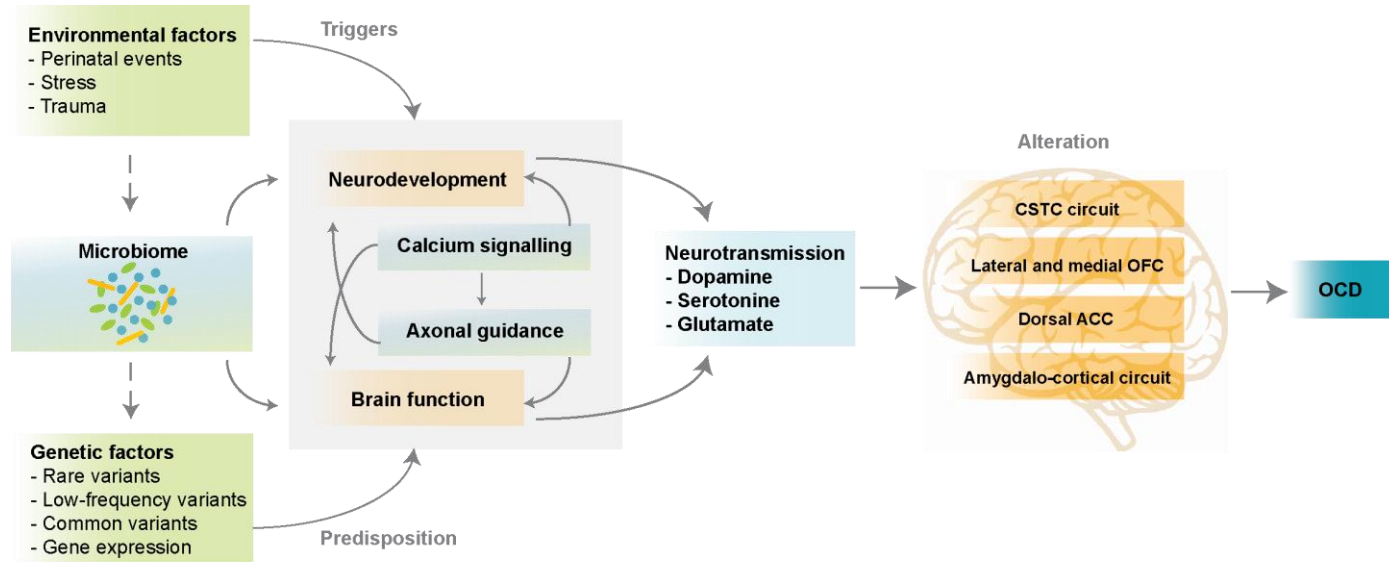 Environmental factors
- Perinatal events
- Stress
- Trauma
Triggers
Microbiome
Genetic factors
- Rare variants
- Low-frequency variants
- Common variants
- Gene expression
Predisposition
Neurodevelopment
Calcium signalling
Axonal guidance
Brain function
Neurotransmission
- Dopamine
- Serotonine
- Glutamate
Alteration
CSTC circuit
Lateral and medial OFC
Dorsal ACC
Amygdalo-cortical circuit
OCD